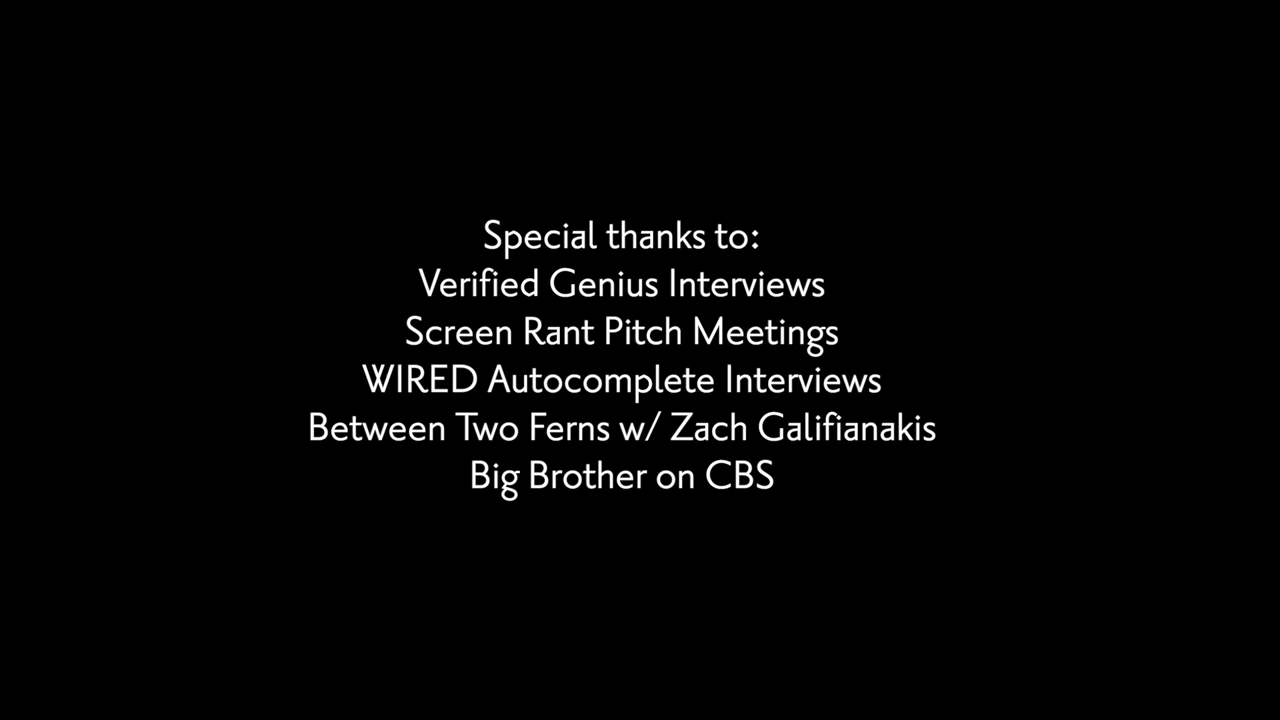 Special thanks to:
Verified Genius Interviews
Screen Rant Pitch Meetings
WIRED Autocomplete Interviews
Between Two Ferns w/ Zach Galifianakis
Big Brother on CBS